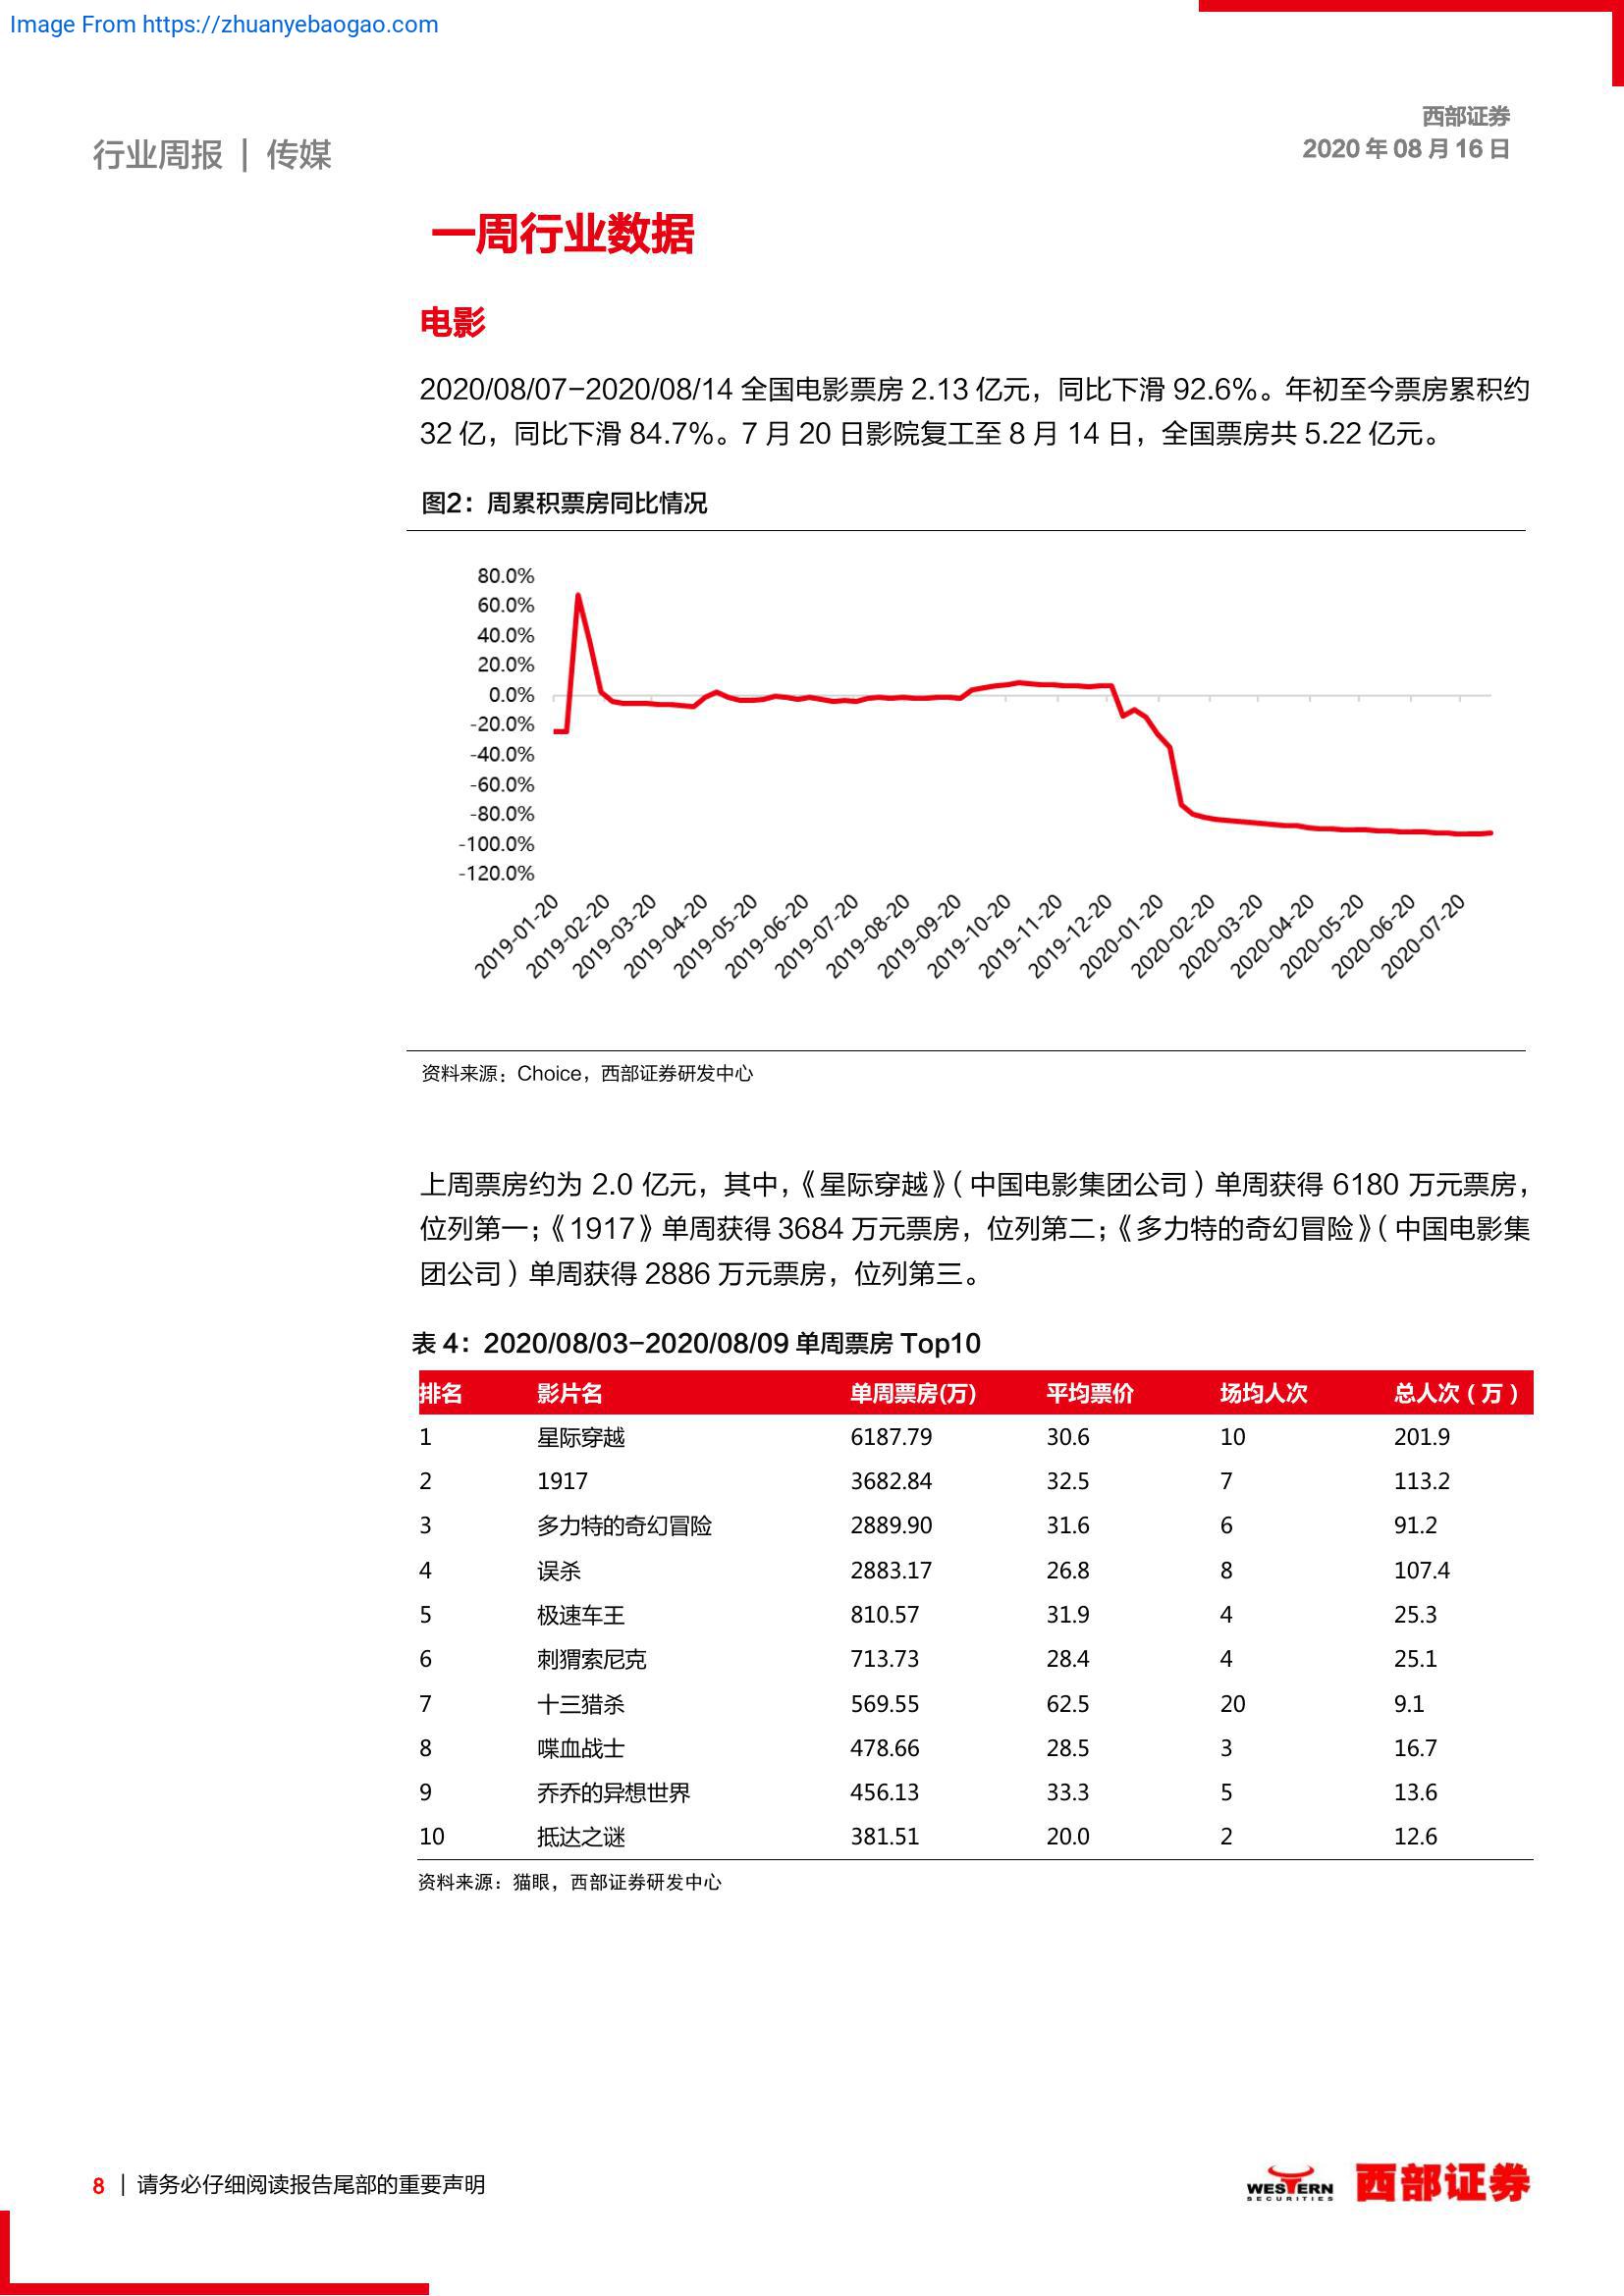 Image From https://zhuanyebaogao.com
西部证券
2020 年 08 月 16 日
行业周报 | 传媒
一周行业数据
电影
2020/08/07-2020/08/14 全国电影票房 2.13 亿元，同比下滑 92.6%。年初至今票房累积约
32 亿，同比下滑 84.7%。7 月 20 日影院复工至 8 月 14 日，全国票房共 5.22 亿元。
图2：周累积票房同比情况
80.0%
60.0%
40.0%
20.0%
0.0%
-20.0%
-40.0%
-60.0%
-80.0%
-100.0%
-120.0%
2019-01-20 2019-02-20 2019-03-20 2019-04-20 2019-05-20 2019-06-20 2019-07-20 2019-08-20 2019-09-20 2019-10-20 2019-11-20 2019-12-20 2020-01-20 2020-02-20 2020-03-20 2020-04-20 2020-05-20 2020-06-20 2020-07-20
资料来源：Choice，西部证券研发中心
上周票房约为 2.0 亿元，其中，《星际穿越》（中国电影集团公司）单周获得 6180 万元票房，
位列第一；《1917》单周获得 3684 万元票房，位列第二；《多力特的奇幻冒险》（中国电影集
团公司）单周获得 2886 万元票房，位列第三。
表 4：2020/08/03-2020/08/09 单周票房 Top10
排名 影片名 单周票房(万) 平均票价 场均人次 总人次（万）
1 星际穿越 6187.79 30.6 10 201.9
2 1917 3682.84 32.5 7 113.2
3 多力特的奇幻冒险 2889.90 31.6 6 91.2
4 误杀 2883.17 26.8 8 107.4
5 极速车王 810.57 31.9 4 25.3
6 刺猬索尼克 713.73 28.4 4 25.1
7 十三猎杀 569.55 62.5 20 9.1
8 喋血战士 478.66 28.5 3 16.7
9 乔乔的异想世界 456.13 33.3 5 13.6
10 抵达之谜 381.51 20.0 2 12.6
资料来源：猫眼，西部证券研发中心
8 | 请务必仔细阅读报告尾部的重要声明
WESTERN
SECURITIES
西部证券